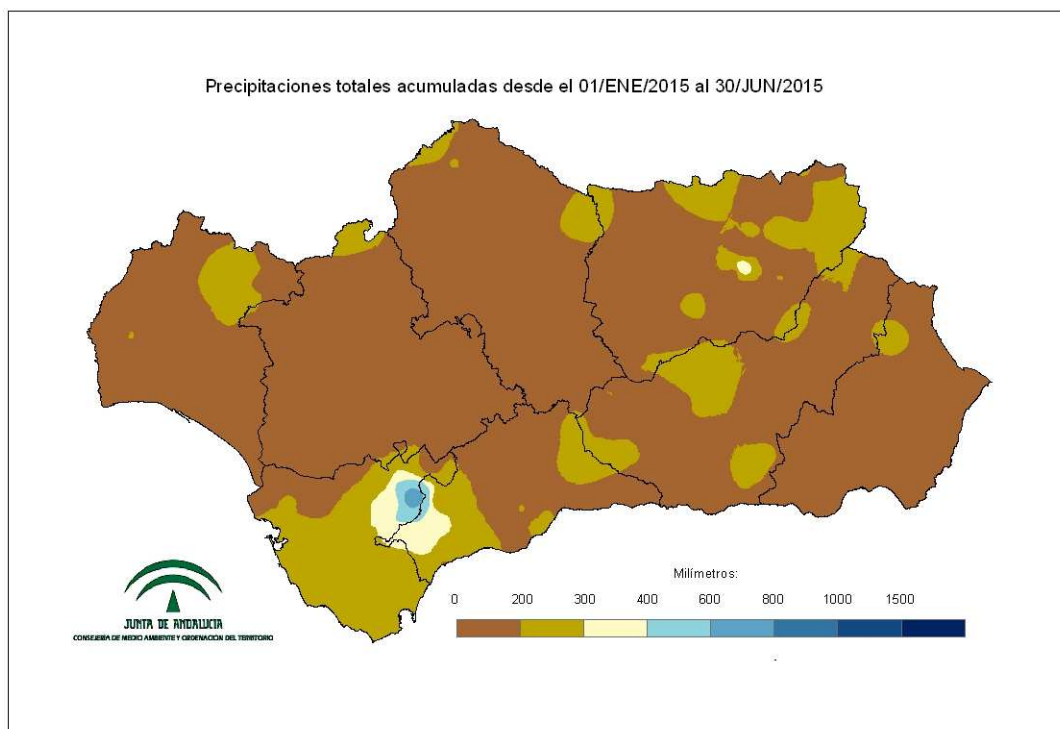 Precipitaciones totales acumuladas desde el 01/ENE/2015 al 30/JUN/2015
Milímetros:
0 200 300 400 600 800 1000 1500
JUNTA DE ANDALUCIA
CONSEJERÍA DE MEDIO AMBIENTE Y ORDENACIÓN DEL TERRITORIO